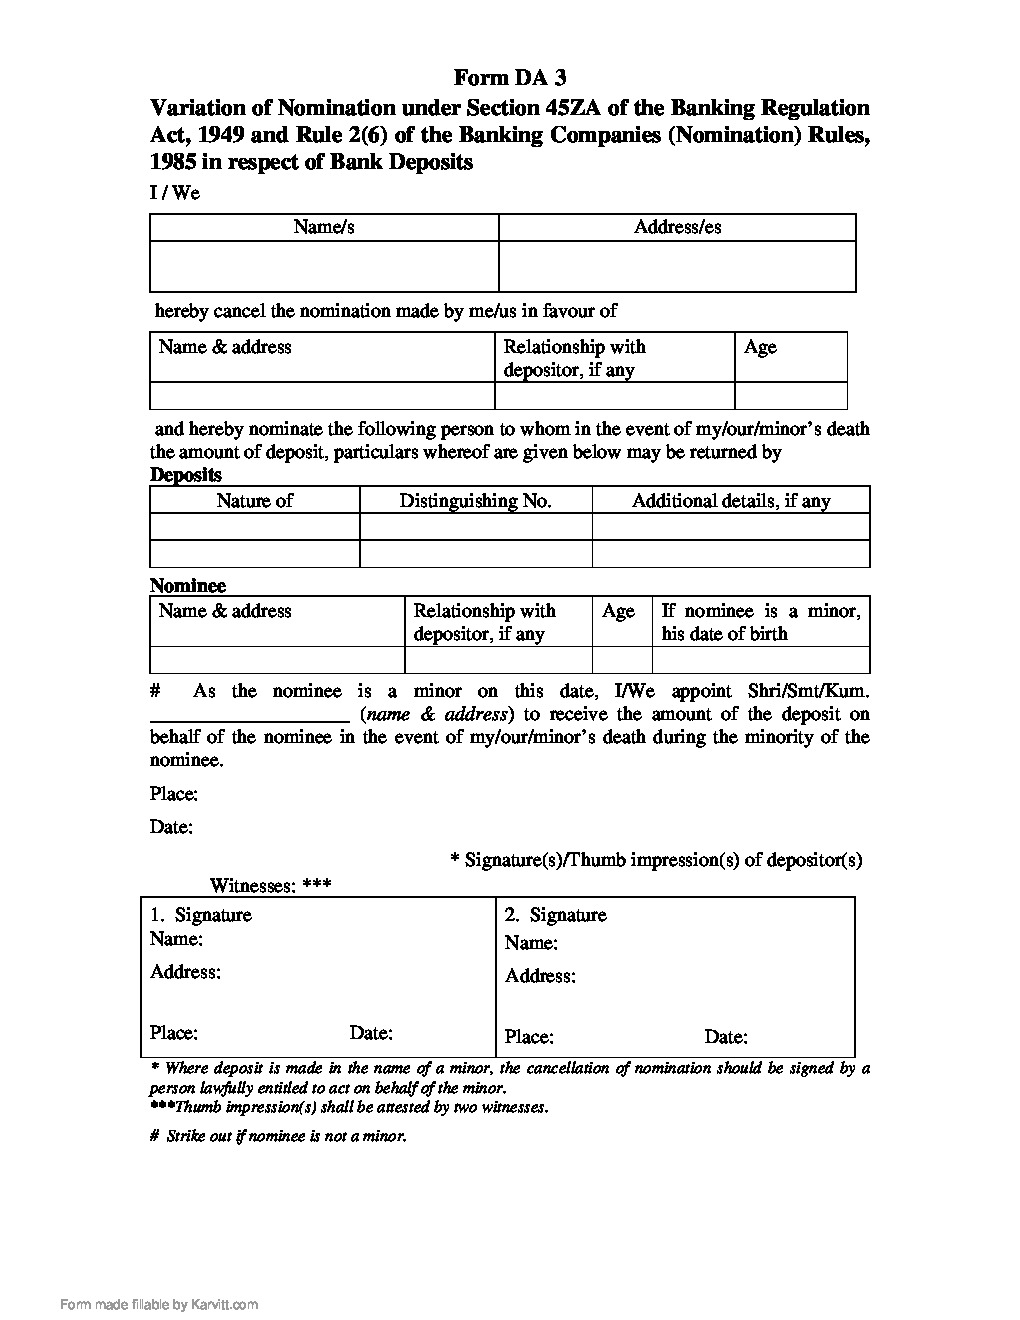 Form DA 3
Variation of Nomination under Section 45ZA of the Banking Regulation
Act, 1949 and Rule 2(6) of the Banking Companies (Nomination) Rules,
1985 in respect of Bank Deposits
I / We
Name/s Address/es
hereby cancel the nomination made by me/us in favour of
Name & address Relationship with Age
depositor, if any
and hereby nominate the following person to whom in the event of my/our/minor’s death
the amount of deposit, particulars whereof are given below may be returned by
Deposits
Nature of Distinguishing No. Additional details, if any
Nominee
Name & address Relationship with Age If nominee is a minor,
depositor, if any his date of birth
# As the nominee is a minor on this date, I/We appoint Shri/Smt/Kum.
____________________ (name & address) to receive the amount of the deposit on
behalf of the nominee in the event of my/our/minor’s death during the minority of the
nominee.
Place:
Date:
* Signature(s)/Thumb impression(s) of depositor(s)
Witnesses: ***
1. Signature 2. Signature
Name: Name:
Address: Address:
Place: Date: Place: Date:
* Where deposit is made in the name of a minor, the cancellation of nomination should be signed by a
person lawfully entitled to act on behalf of the minor.
***Thumb impression(s) shall be attested by two witnesses.
# Strike out if nominee is not a minor.
Form made fillable by Karvitt.com